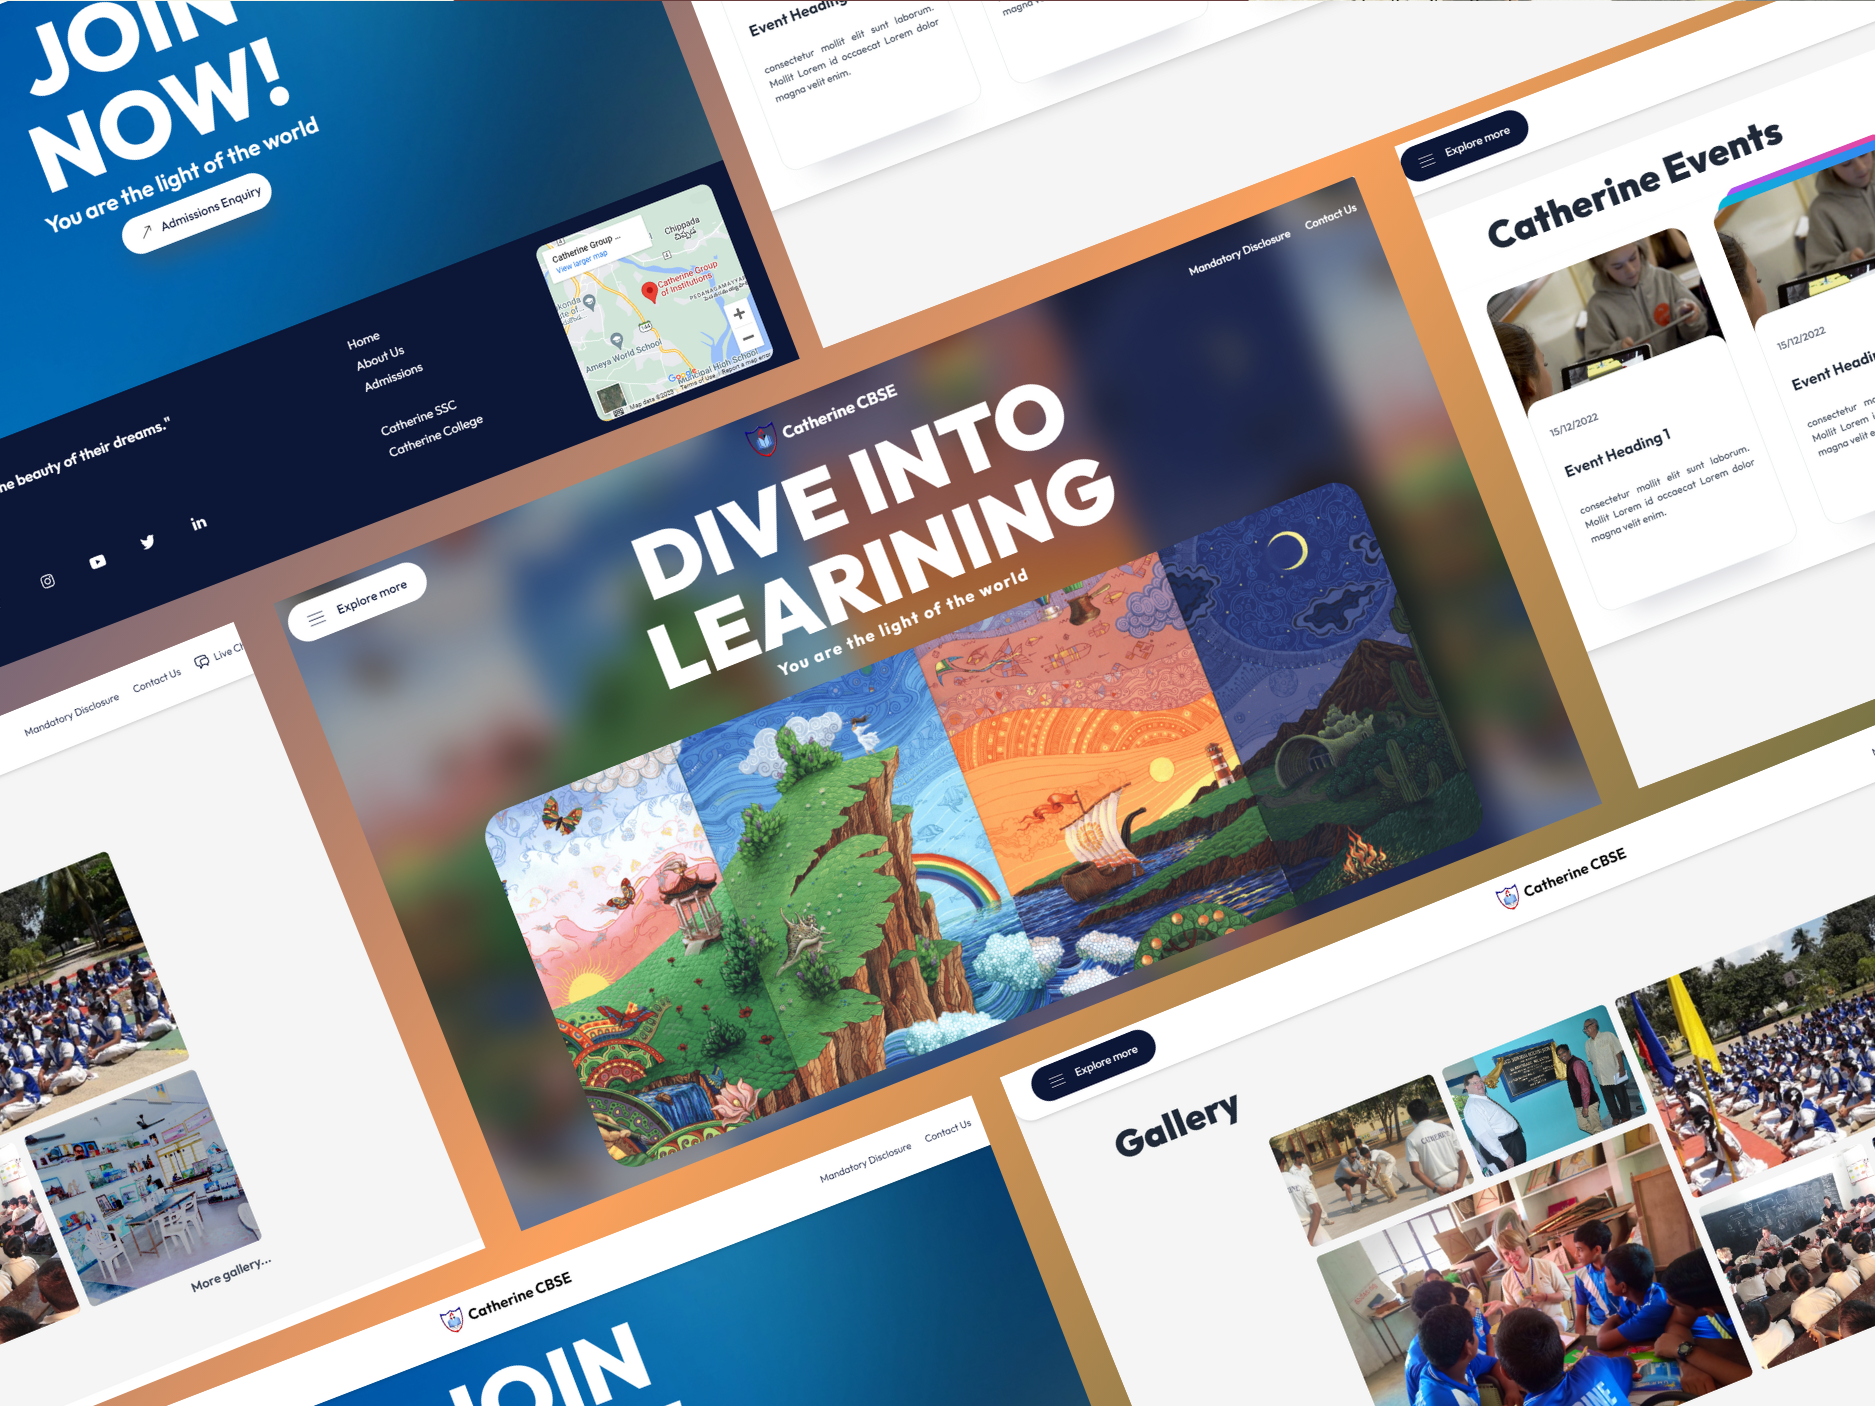 JOIN
NOW!
You are the light of the world
Admissions Enquiry
Catherine Group ...
View larger map
Chippada
చిప్పాడ
Catherine Group
of Institutions
Ameya World School
Municipal High School
Google
Map data ©2023
Terms of Use
Report a map error
Home
About Us
Admissions
Catherine SSC
Catherine College
he beauty of their dreams."
in
Event Heading
consectetur mollit elit sunt laborum.
Mollit Lorem id occaecat Lorem dolor
magna velit enim.
Explore more
Catherine Events
15/12/2022
Event Heading 1
consectetur mollit elit sunt laborum.
Mollit Lorem id occaecat Lorem dolor
magna velit enim.
15/12/2022
Event Headi
consectetur
Mollit Lorem
magna velit e
Mandatory Disclosure
Contact Us
Catherine CBSE
Explore more
DIVE INTO
LEARINING
You are the light of the world
Mandatory Disclosure
Contact Us
Live Ch
More gallery...
Mandatory Disclosure
Contact Us
Catherine CBSE
JOIN
Catherine CBSE
Explore more
Gallery